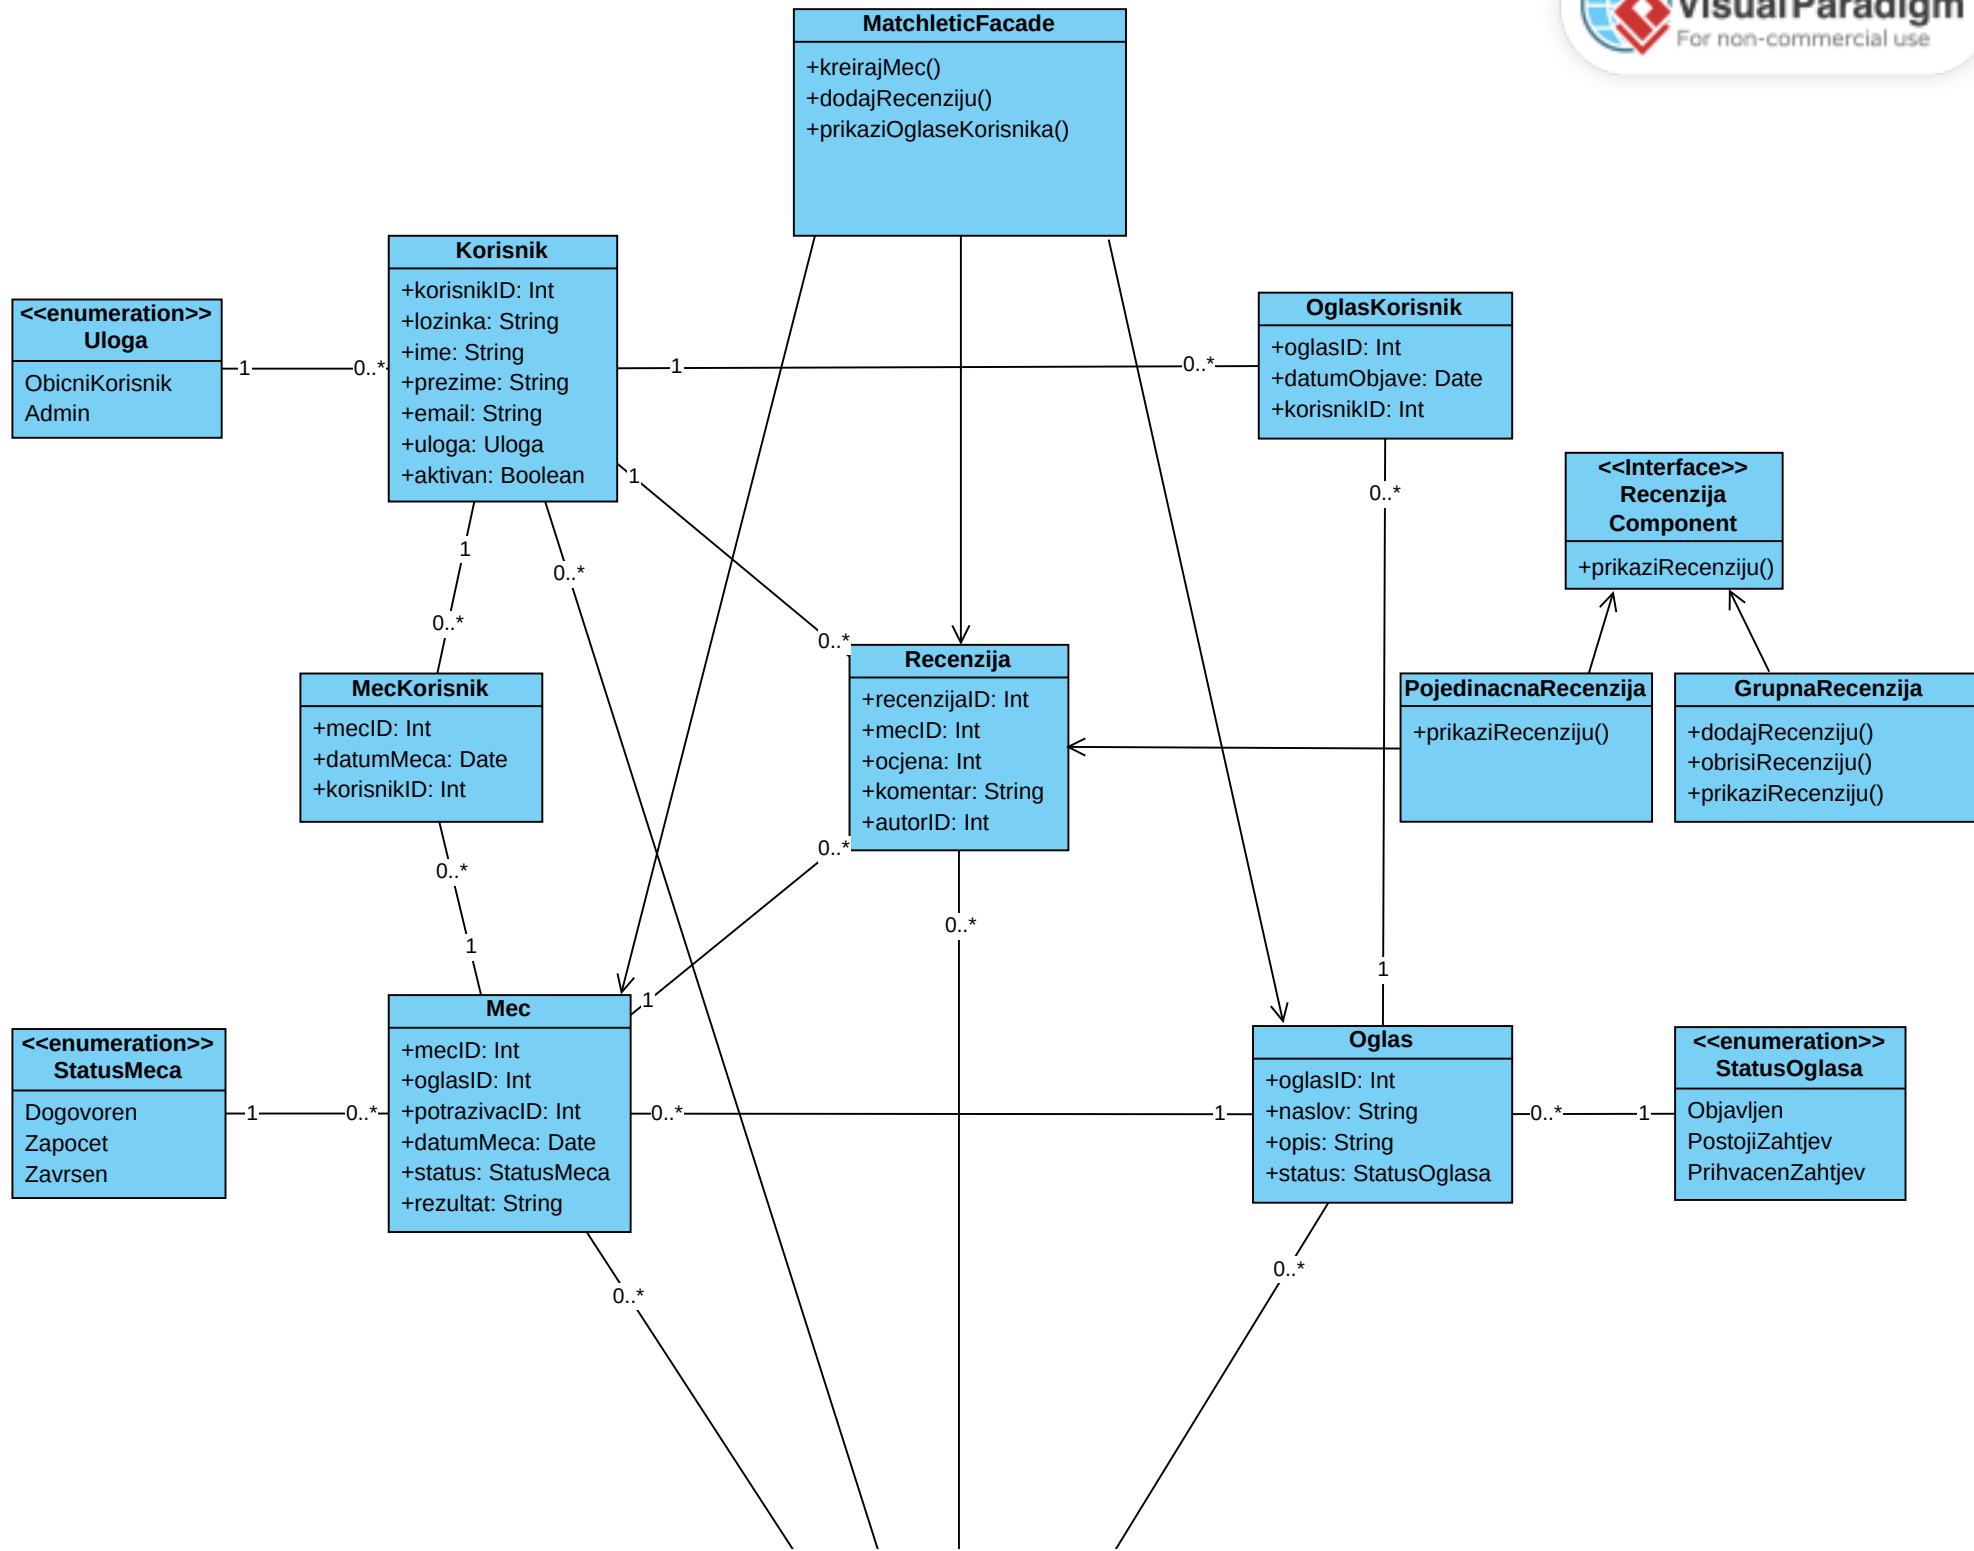 VisualParadigm
For non-commercial use
MatchleticFacade
+kreirajMec()
+dodajRecenziju()
+prikaziOglaseKorisnika()
Korisnik
+korisnikID: Int
+lozinka: String
+ime: String
+prezime: String
+email: String
+uloga: Uloga
+aktivan: Boolean
<<enumeration>>
Uloga
ObicniKorisnik
Admin
1
0..*
1
0..*
OglasKorisnik
+oglasID: Int
+datumObjave: Date
+korisnikID: Int
<<Interface>>
Recenzija
Component
+prikaziRecenziju()
1
0..*
1
0..*
0..*
0..*
MecKorisnik
+mecID: Int
+datumMeca: Date
+korisnikID: Int
Recenzija
+recenzijaID: Int
+mecID: Int
+ocjena: Int
+komentar: String
+autorID: Int
PojedinacnaRecenzija
+prikaziRecenziju()
GrupnaRecenzija
+dodajRecenziju()
+obrisiRecenziju()
+prikaziRecenziju()
0..*
1
0..*
1
0..*
1
<<enumeration>>
StatusMeca
Dogovoren
Zapocet
Zavrsen
1
0..*
Mec
+mecID: Int
+oglasID: Int
+potrazivacID: Int
+datumMeca: Date
+status: StatusMeca
+rezultat: String
0..*
1
Oglas
+oglasID: Int
+naslov: String
+opis: String
+status: StatusOglasa
0..*
1
<<enumeration>>
StatusOglasa
Objavljen
PostojiZahtjev
PrihvacenZahtjev
0..*
0..*